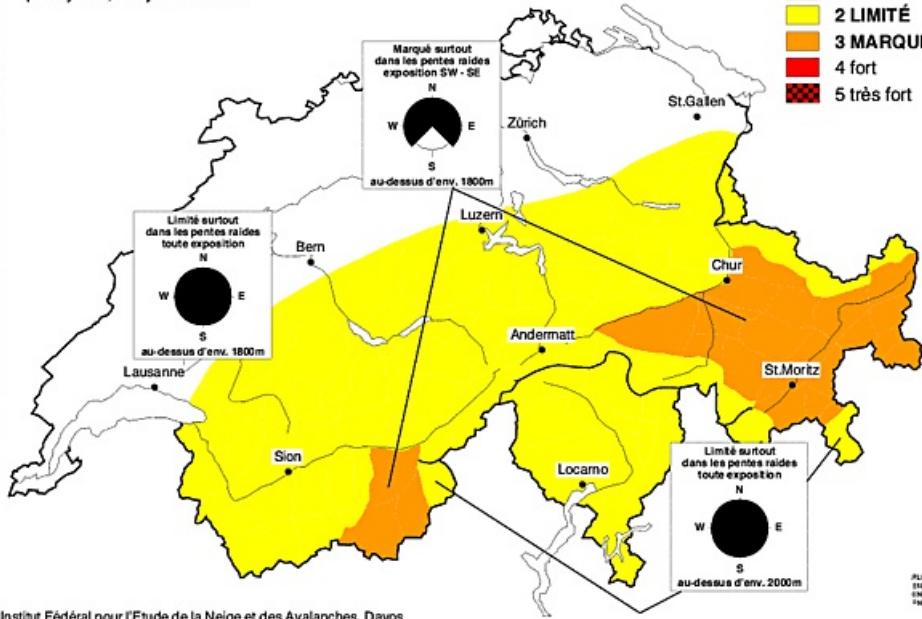 2 LIMITÉ
3 MARQU
4 fort
5 très fort
Marqué surtout
dans les pentes raides
exposition SW - SE
N
W E
S
au-dessus d'env. 1800m
St.Gallen
Zürich
Limité surtout
dans les pentes raides
toute exposition
N
W E
S
au-dessus d'env. 1800m
Luzern
Bern
Chur
Andermatt
Lausanne
St.Moritz
Sion
Locarno
Limité surtout
dans les pentes raides
toute exposition
N
W E
S
au-dessus d'env. 2000m
Institut Fédéral pour l'Etude de la Neige et des Avalanches, Davos